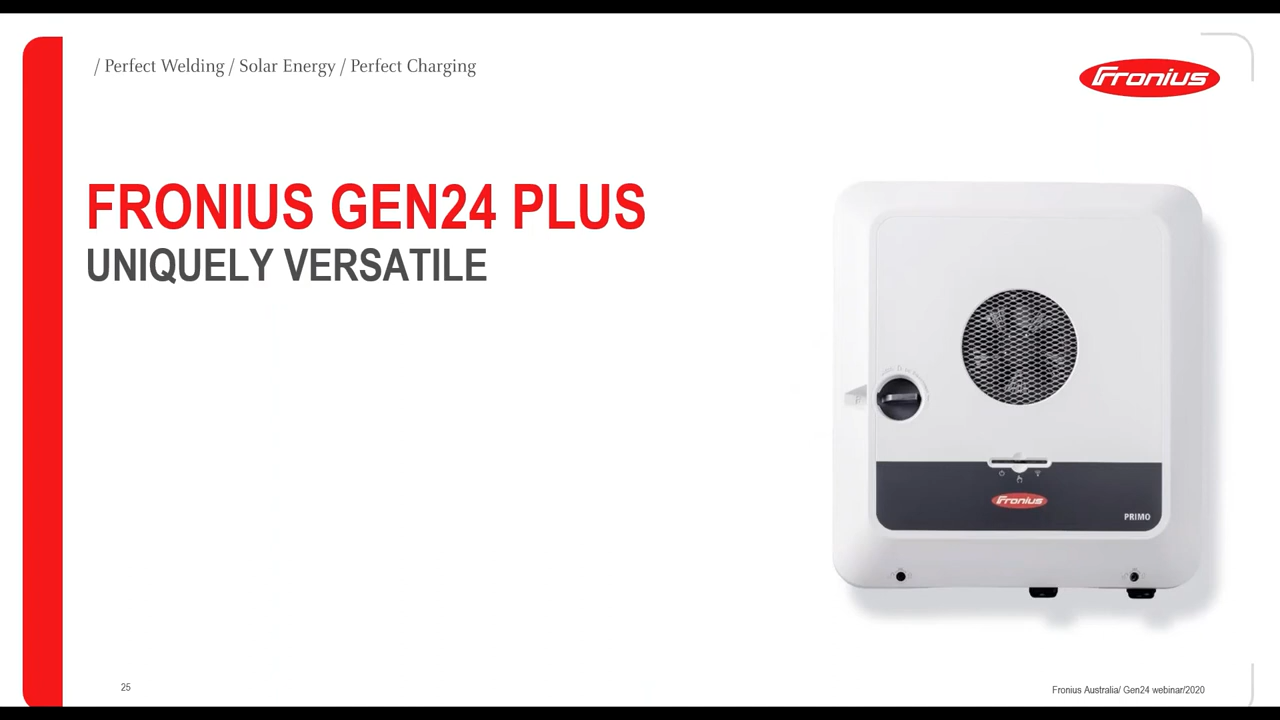 / Perfect Welding / Solar Energy / Perfect Charging
Fronius
FRONIUS GEN24 PLUS
UNIQUELY VERSATILE
Fronius
PRIMO
25
Fronius Australia/ Gen24 webinar/2020